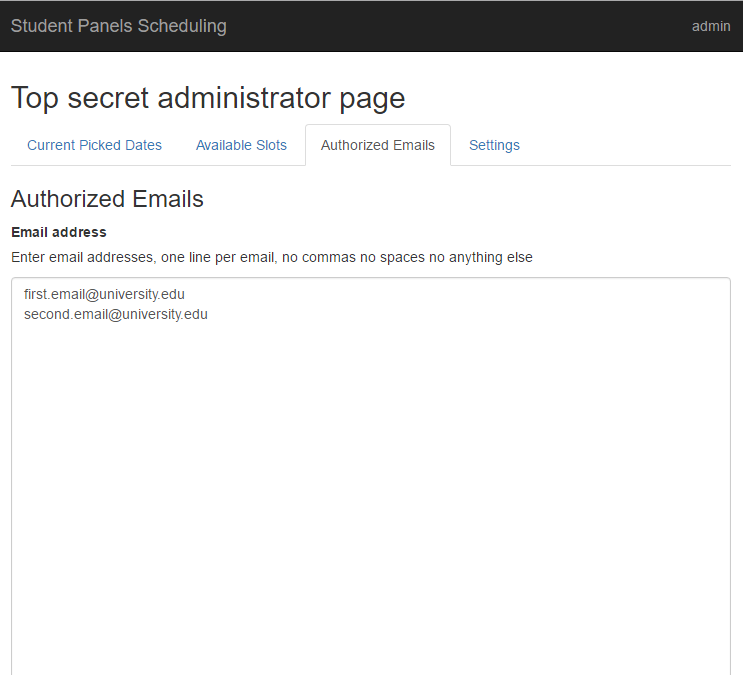 Student Panels Scheduling
admin
Top secret administrator page
Current Picked Dates
Available Slots
Authorized Emails
Settings
Authorized Emails
Email address
Enter email addresses, one line per email, no commas no spaces no anything else
first.email@university.edu
second.email@university.edu